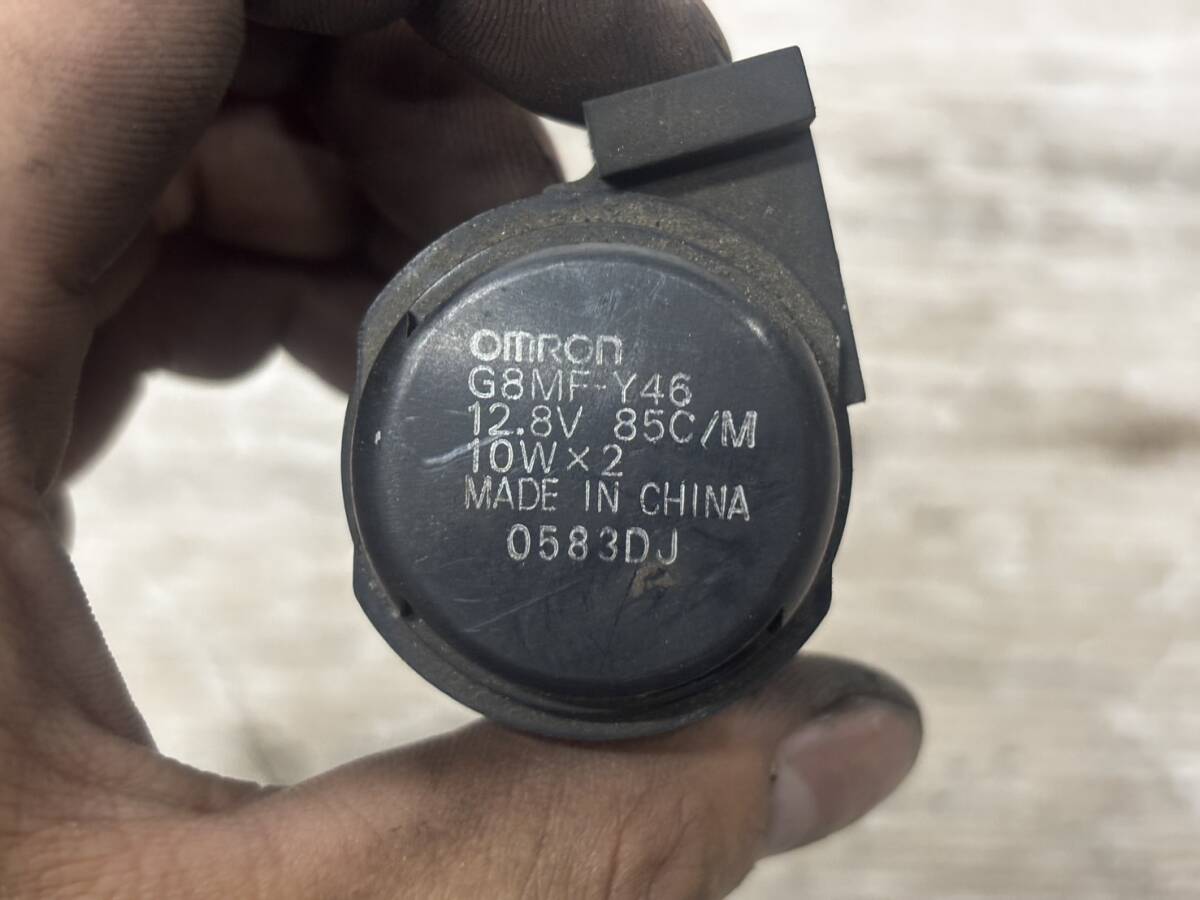 OMRON
G8MF-Y46
12.8V 85C/M
10W×2
MADE IN CHINA
0583DJ